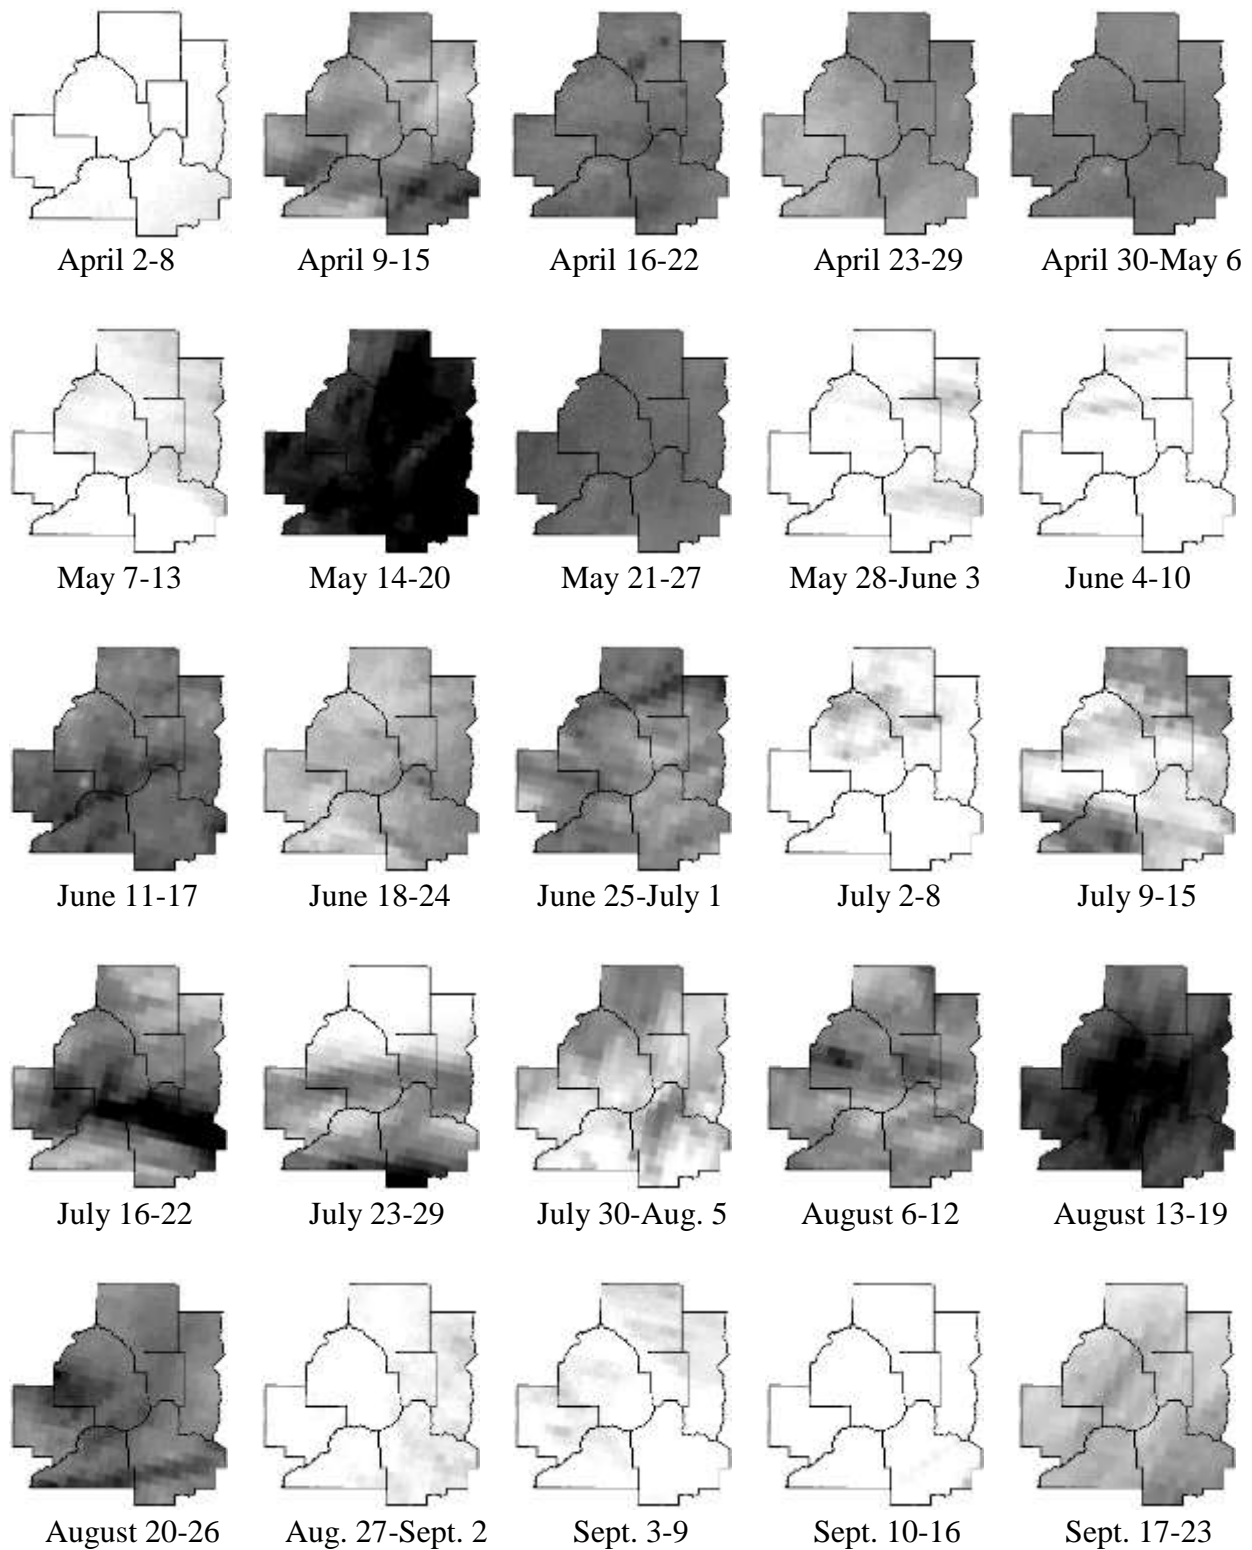 April 2-8
April 9-15
April 16-22
April 23-29
April 30-May 6
May 7-13
May 14-20
May 21-27
May 28-June 3
June 4-10
June 11-17
June 18-24
June 25-July 1
July 2-8
July 9-15
July 16-22
July 23-29
July 30-Aug. 5
August 6-12
August 13-19
August 20-26
Aug. 27-Sept. 2
Sept. 3-9
Sept. 10-16
Sept. 17-23